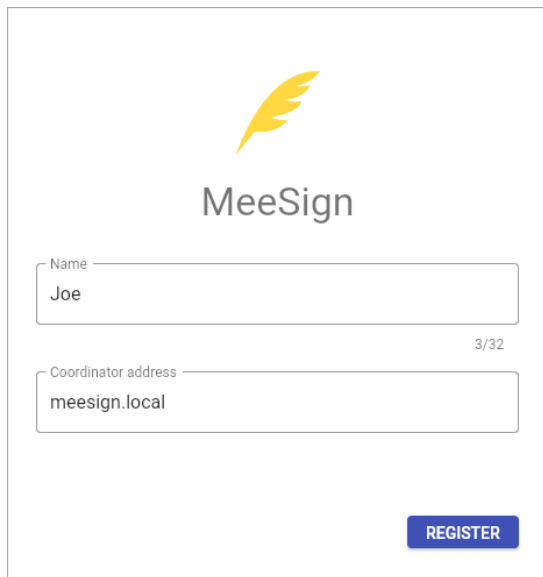 MeeSign
Name
Joe
3/32
Coordinator address
meesign.local
REGISTER